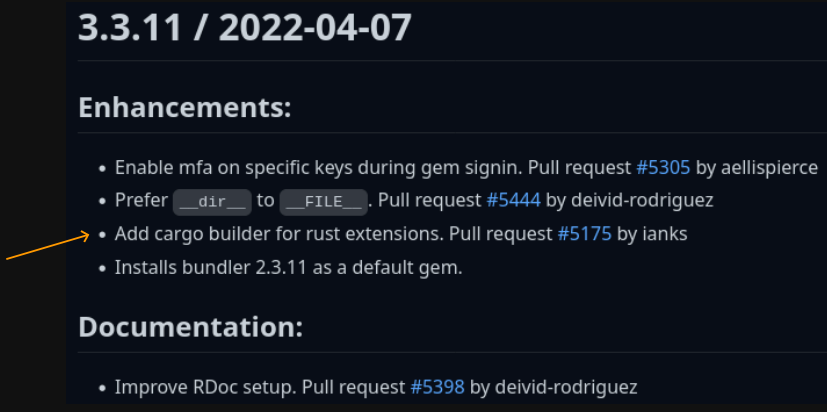 3.3.11 / 2022-04-07
Enhancements:
• Enable mfa on specific keys during gem signin. Pull request #5305 by aellispierce
• Prefer __dir__ to __FILE__. Pull request #5444 by deivid-rodriguez
• Add cargo builder for rust extensions. Pull request #5175 by ianks
• Installs bundler 2.3.11 as a default gem.
Documentation:
• Improve RDoc setup. Pull request #5398 by deivid-rodriguez